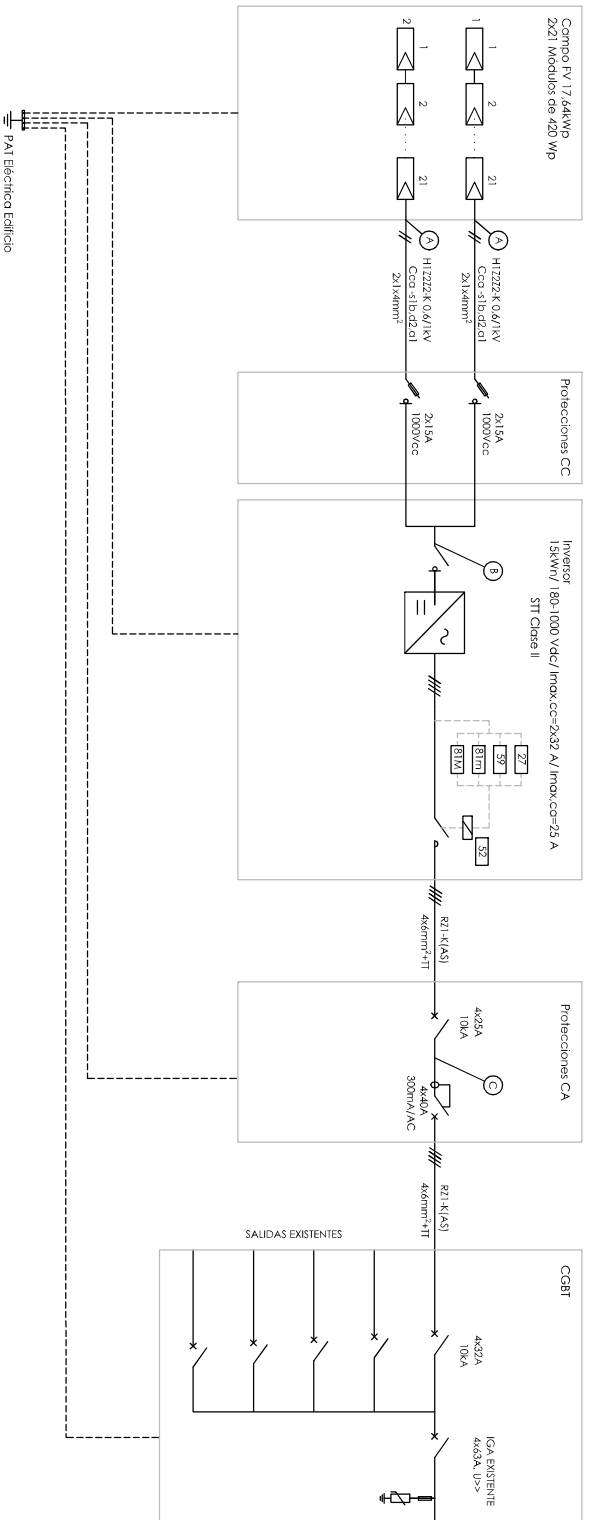 Campo FV 17,64kWp
2x21 Módulos de 420 Wp
1
1
2
21
2
1
2
21
A
H1Z2Z2-K 0,6/1kV
Cca -s1b,d2,a1
2x1x4mm²
A
H1Z2Z2-K 0,6/1kV
Cca -s1b,d2,a1
2x1x4mm²
Protecciones CC
2x15A
1000Vcc
2x15A
1000Vcc
Inversor
15kWn/ 180-1000 Vdc/ Imax.cc=2x32 A/ Imax.ca=25 A
STT Clase II
B
27
59
81m
81M
52
RZ1-K(AS)
4x6mm²+TT
Protecciones CA
4x25A
10kA
C
4x40A
300mA/AC
RZ1-K(AS)
4x6mm²+TT
CGBT
4x32A
10kA
SALIDAS EXISTENTES
IGA EXISTENTE
4x63A, U>>
PAT Eléctrica Edificio